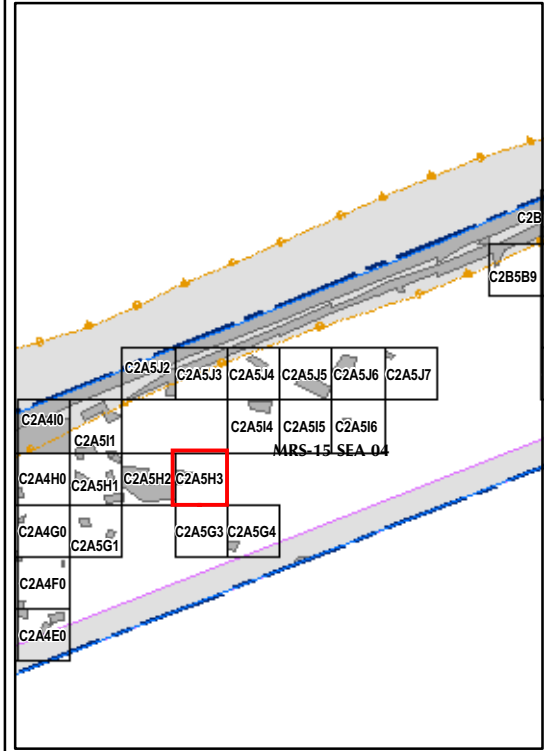 C2B
C2B5B9
C2A5J2
C2A5J3
C2A5J4
C2A5J5
C2A5J6
C2A5J7
C2A4I0
C2A5I1
C2A5I4
C2A5I5
C2A5I6
MRS-15 SEA 04
C2A4H0
C2A5H1
C2A5H2
C2A5H3
C2A4G0
C2A5G1
C2A5G3
C2A5G4
C2A4F0
C2A4E0